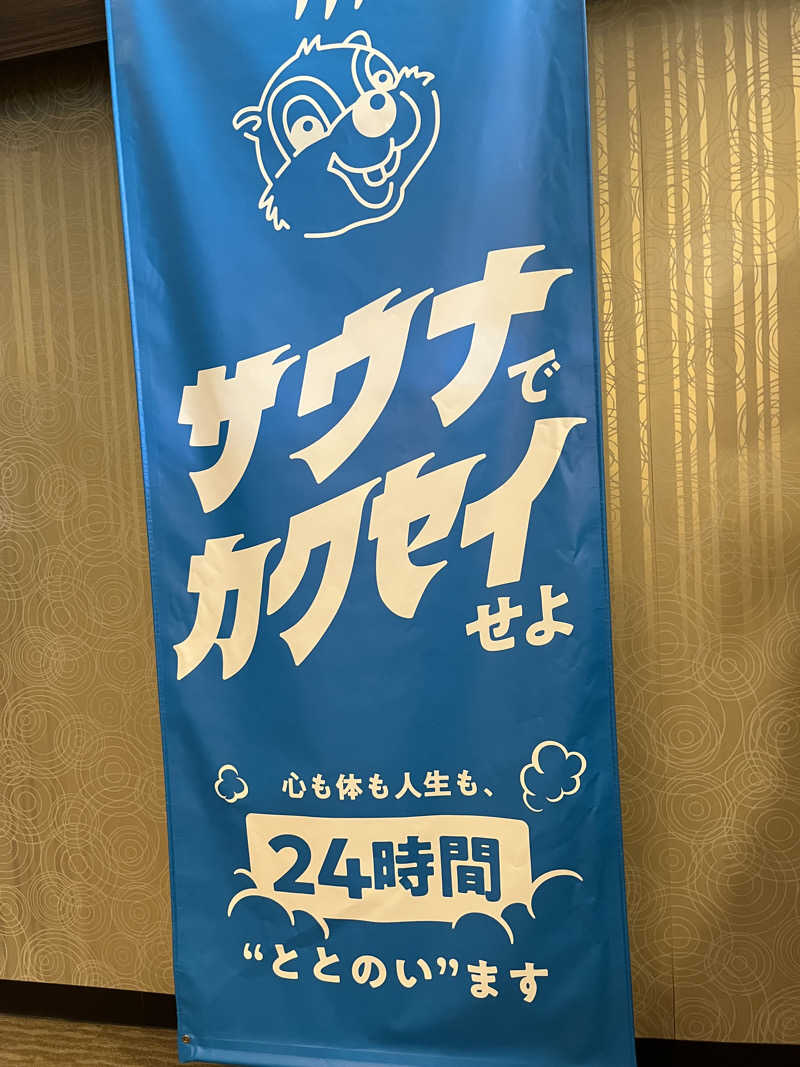 サウナで
カクセイせよ
心も体も人生も、
24時間
“ととのい”ます